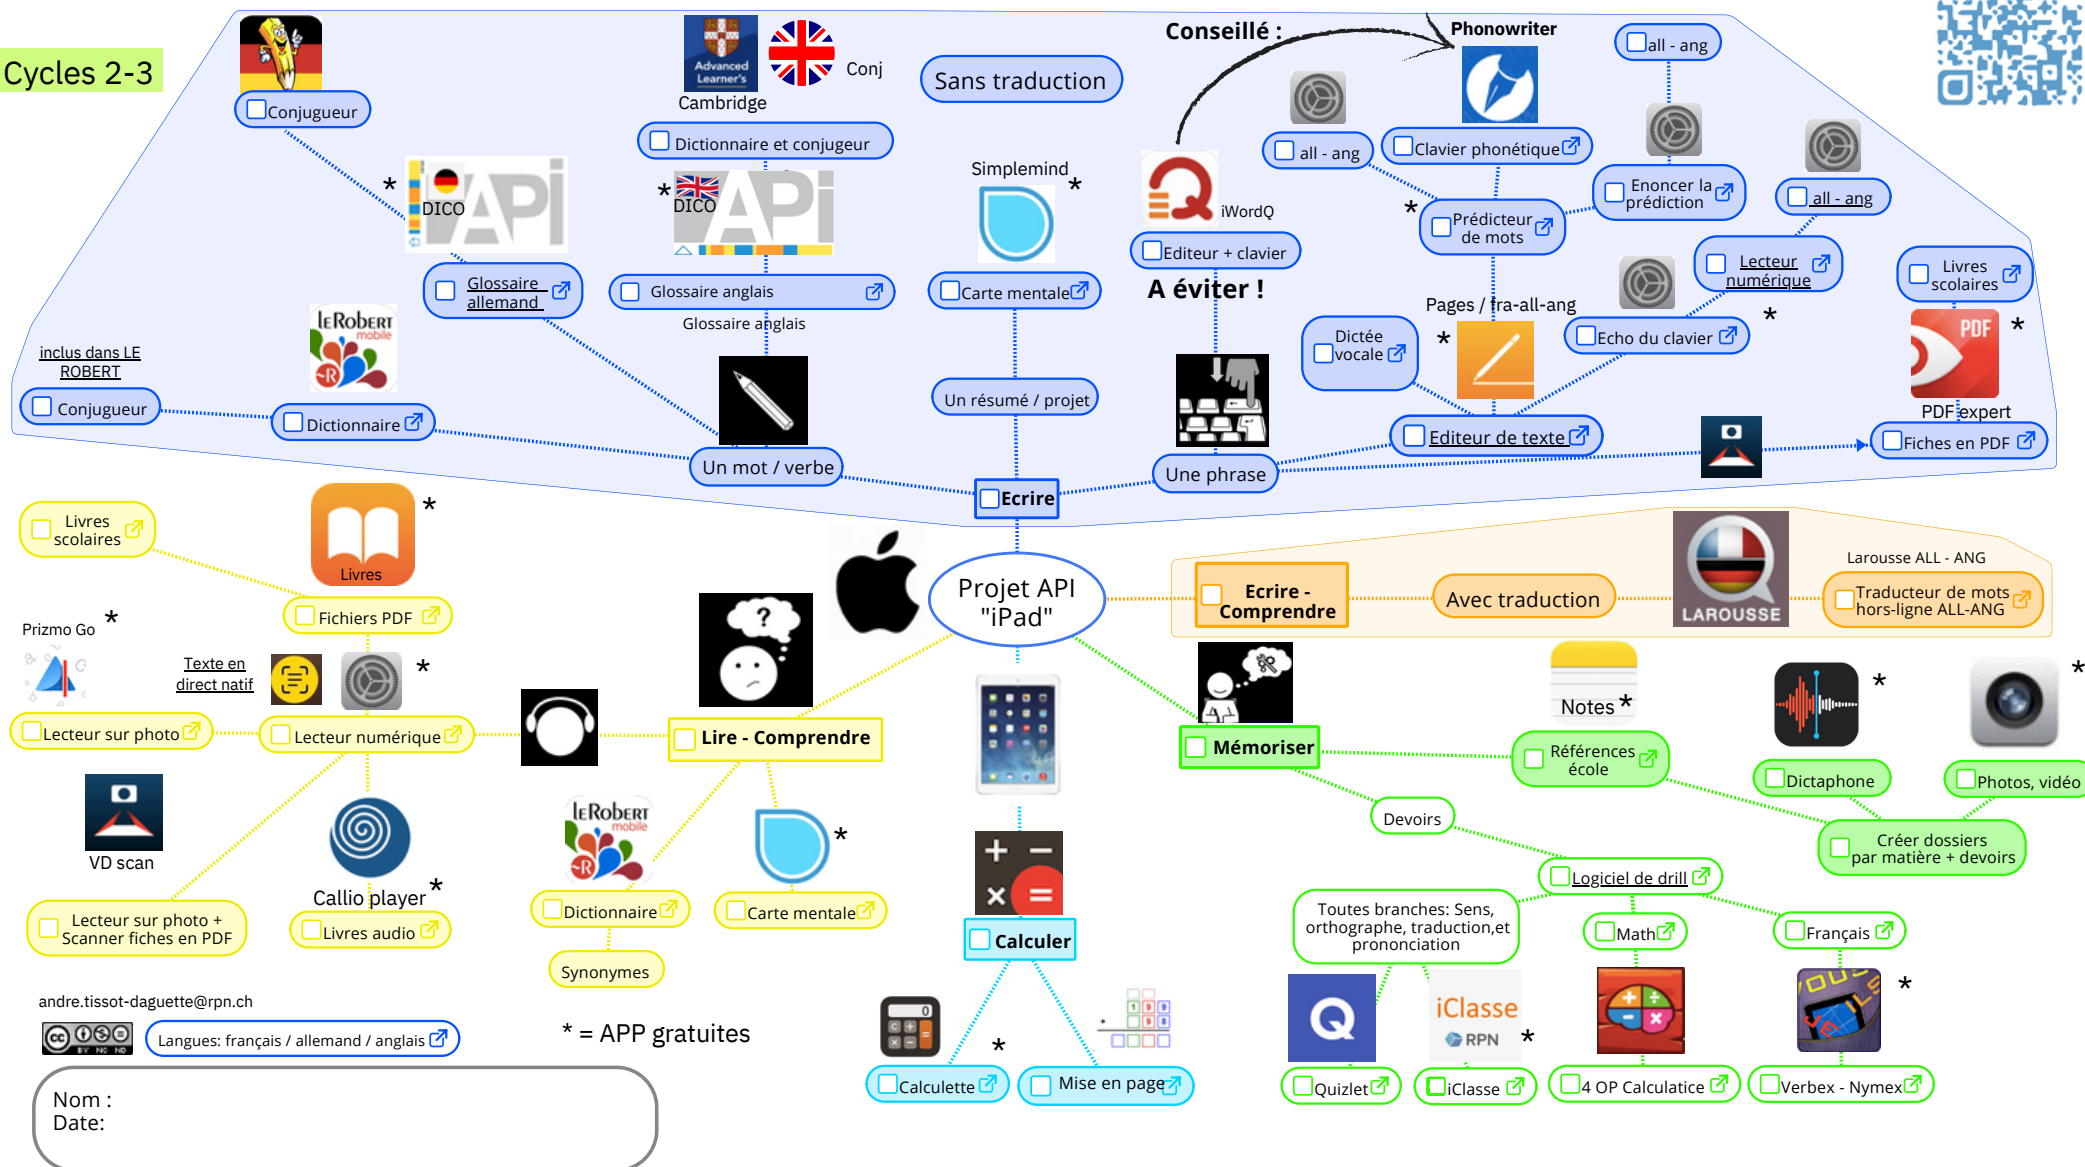 Cycles 2-3
Conjugueur
Advanced
Learner's
Cambridge
Conj
Dictionnaire et conjugeur
Sans traduction
Conseillé :
Phonowriter
all - ang
all - ang
Clavier phonétique
Enoncer la
prédiction
all - ang
DICO
API
DICO
API
Simplemind
iWordQ
Editeur + clavier
A éviter !
Prédicteur
de mots
Lecteur
numérique
Livres
scolaires
Glossaire
allemand
Glossaire anglais
Glossaire anglais
Carte mentale
Pages / fra-all-ang
Echo du clavier
Dictée
vocale
PDF
PDF expert
Fiches en PDF
leRobert
mobile
inclus dans LE
ROBERT
Conjugueur
Dictionnaire
Un mot / verbe
Un résumé / projet
Ecrire
Une phrase
Editeur de texte
Livres
scolaires
Livres
Fichiers PDF
Prizmo Go
Texte en
direct natif
Lecteur sur photo
Lecteur numérique
Lire - Comprendre
VD scan
Callio player
Livres audio
Lecteur sur photo +
Scanner fiches en PDF
leRobert
mobile
Dictionnaire
Synonymes
Carte mentale
Projet API
"iPad"
Ecrire -
Comprendre
Avec traduction
LAROUSSE
Larousse ALL - ANG
Traducteur de mots
hors-ligne ALL-ANG
Mémoriser
Notes
Références
école
Dictaphone
Photos, vidéo
Créer dossiers
par matière + devoirs
Devoirs
Logiciel de drill
Toutes branches: Sens,
orthographe, traduction,et
prononciation
Math
Français
Q
iClasse
RPN
Quizlet
iClasse
4 OP Calculatice
Verbex - Nymex
Calculer
Calculette
Mise en page
andre.tissot-daguette@rpn.ch
cc
BY NC ND
Langues: français / allemand / anglais
* = APP gratuites
Nom :
Date: